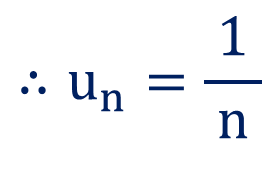 ∴ uₙ = 1/n